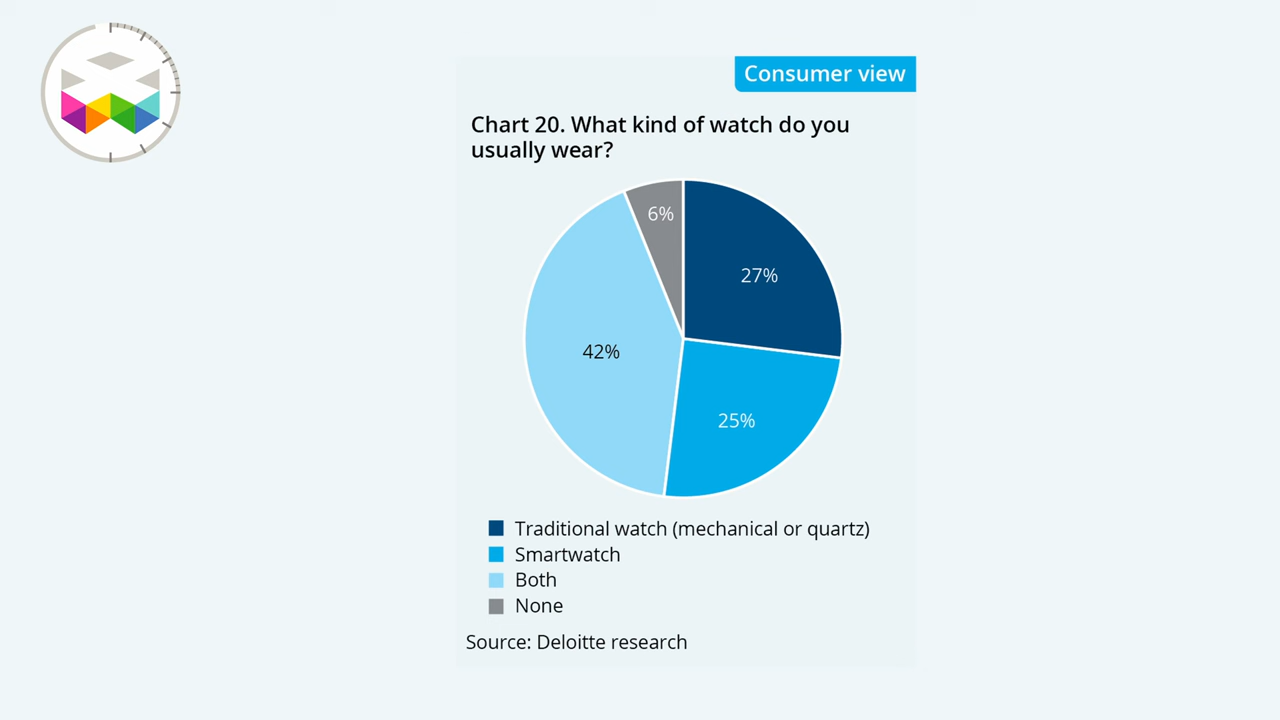 Consumer view
Chart 20. What kind of watch do you
usually wear?
6%
27%
42%
25%
Traditional watch (mechanical or quartz)
Smartwatch
Both
None
Source: Deloitte research